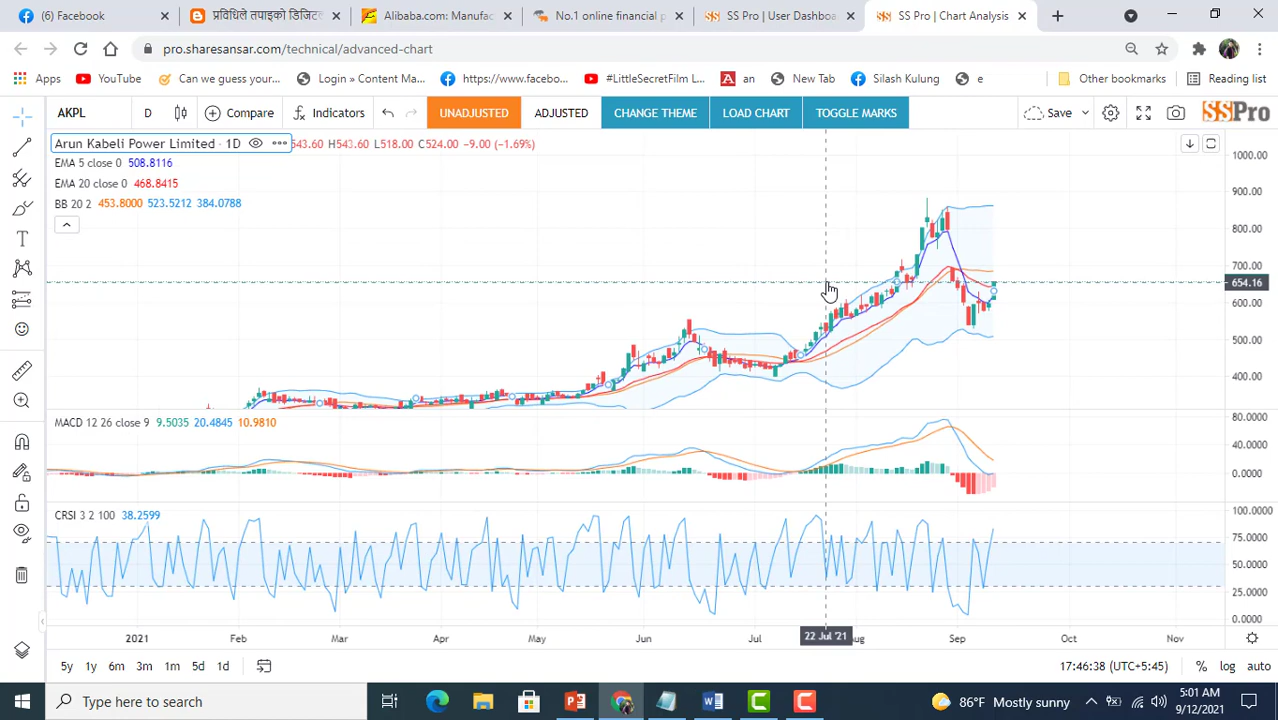 (8) Facebook
प्रविधिले तपाइको डिजिटल
Alibaba.com: Manufac
No.1 online financial p
SS Pro | User Dashboa
SS Pro | Chart Analysis
pro.sharesansar.com/technical/advanced-chart
Apps YouTube Can we guess your... Login » Content Ma... https://www.facebo... #LittleSecretFilm L... an New Tab Silash Kulung e Other bookmarks Reading list
AKPL D Compare Indicators UNADJUSTED ADJUSTED CHANGE THEME LOAD CHART TOGGLE MARKS Save SSPro
Arun Kabeli Power Limited · 1D 543.60 H543.60 L518.00 C524.00 −9.00 (−1.69%)
EMA 5 close 0 508.8116
EMA 20 close 0 468.8415
BB 20 2 453.8000 523.5212 384.0788
1000.00
900.00
800.00
700.00
654.16
600.00
500.00
400.00
MACD 12 26 close 9 9.5035 20.4845 10.9810
80.0000
40.0000
0.0000
CRSI 3 2 100 38.2599
100.0000
75.0000
50.0000
25.0000
0.0000
2021 Feb Mar Apr May Jun Jul 22 Jul '21 Aug Sep Oct Nov
5y 1y 6m 3m 1m 5d 1d 17:46:38 (UTC+5:45) % log auto
Type here to search 86°F Mostly sunny 5:01 AM
9/12/2021